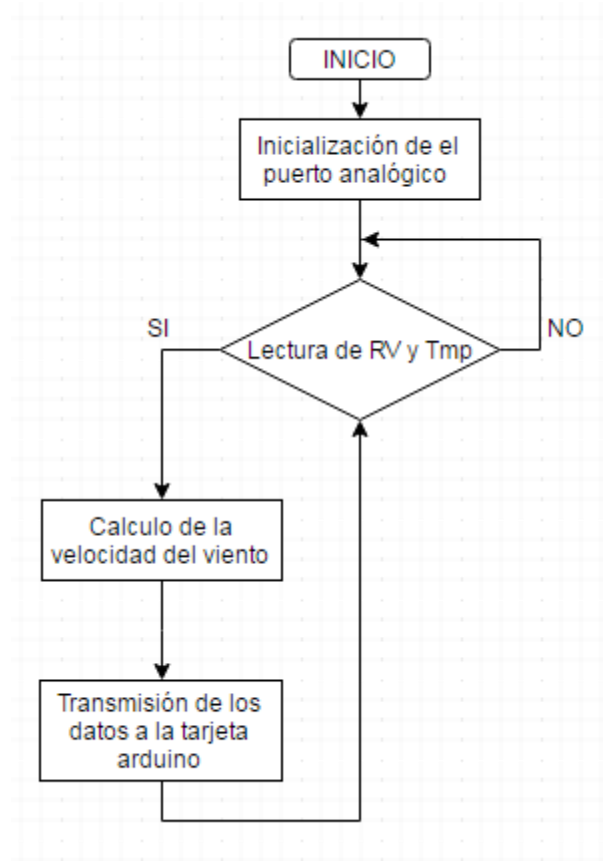 INICIO
Inicialización de el
puerto analógico
SI
NO
Lectura de RV y Tmp
Calculo de la
velocidad del viento
Transmisión de los
datos a la tarjeta
arduino